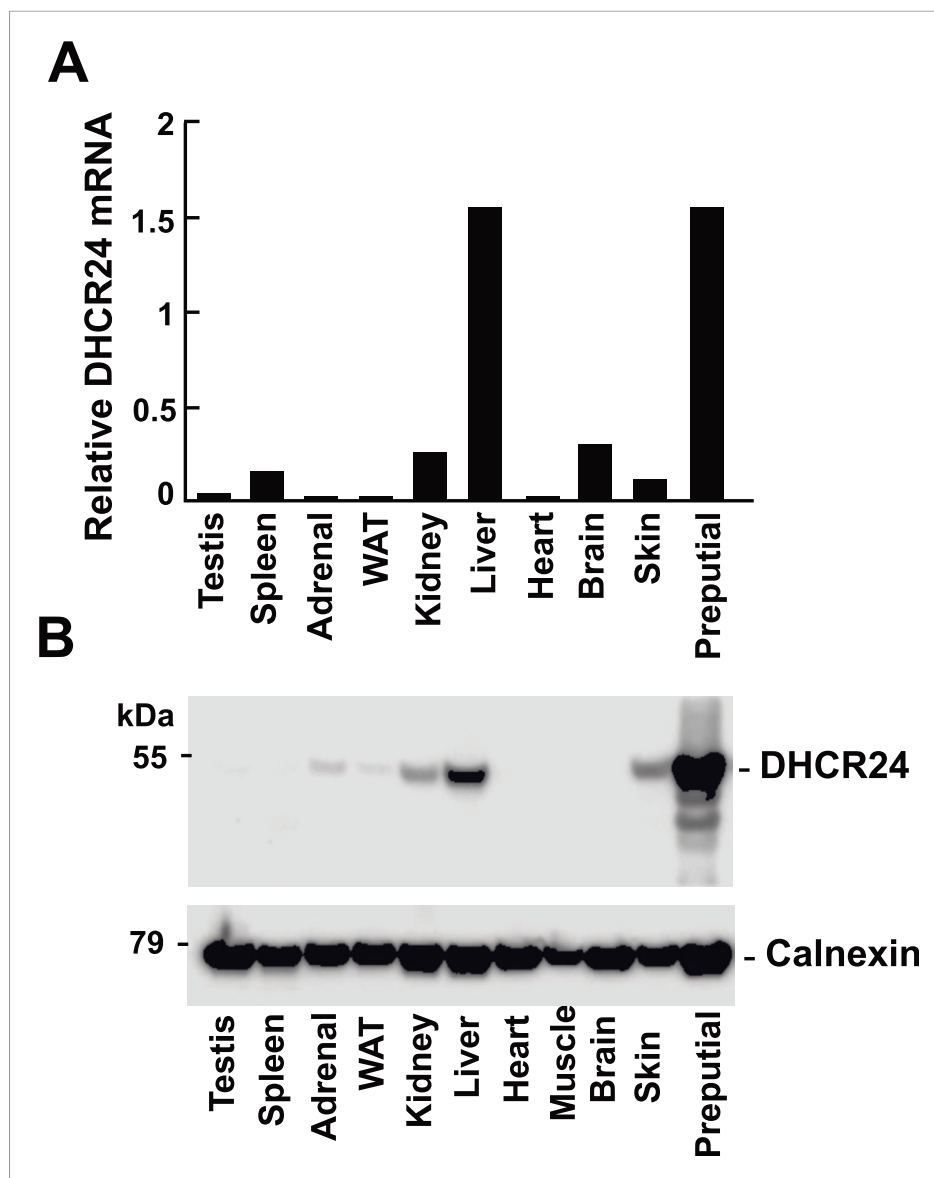 A
Relative DHCR24 mRNA
2
1.5
1
0.5
0
Testis
Spleen
Adrenal
WAT
Kidney
Liver
Heart
Brain
Skin
Preputial
B
kDa
55 -
- DHCR24
79 -
- Calnexin
Testis
Spleen
Adrenal
WAT
Kidney
Liver
Heart
Muscle
Brain
Skin
Preputial